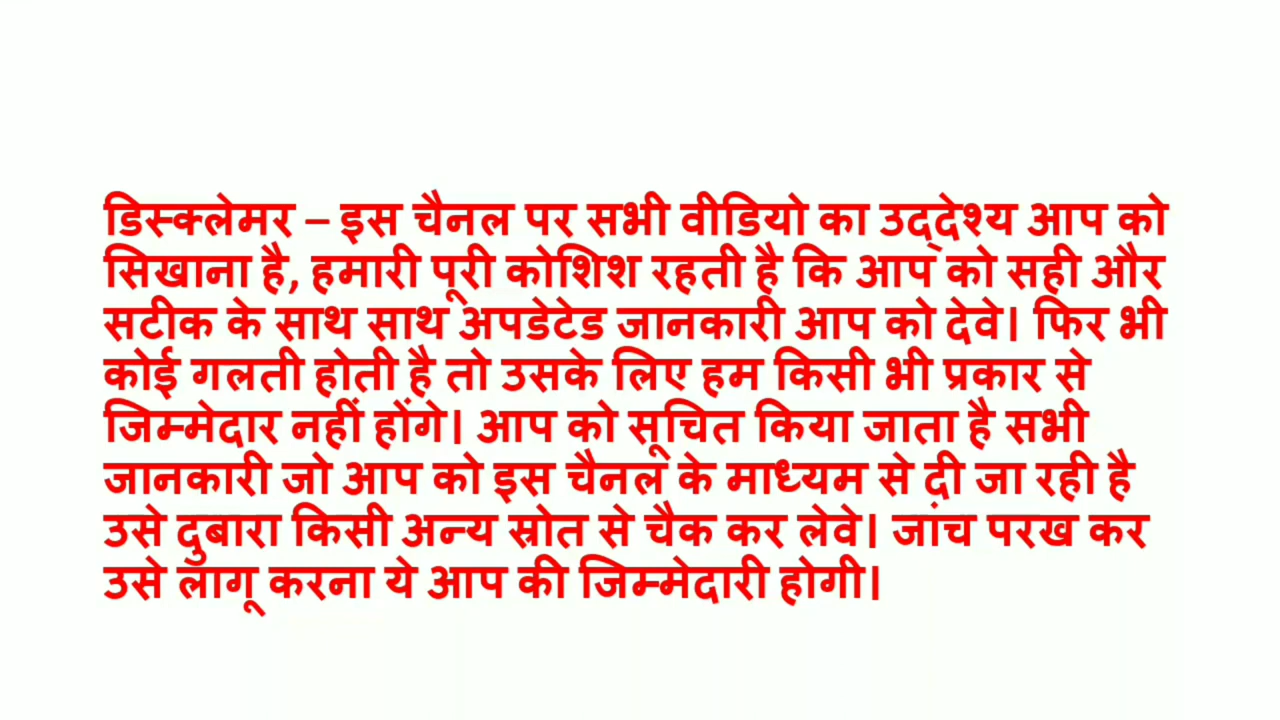 डिस्क्लेमर – इस चैनल पर सभी वीडियो का उद्देश्य आप को
सिखाना है, हमारी पूरी कोशिश रहती है कि आप को सही और
सटीक के साथ साथ अपडेटेड जानकारी आप को देवे। फिर भी
कोई गलती होती है तो उसके लिए हम किसी भी प्रकार से
जिम्मेदार नहीं होंगे। आप को सूचित किया जाता है सभी
जानकारी जो आप को इस चैनल के माध्यम से दी जा रही है
उसे दुबारा किसी अन्य स्रोत से चैक कर लेवे। जांच परख कर
उसे लागू करना ये आप की जिम्मेदारी होगी।